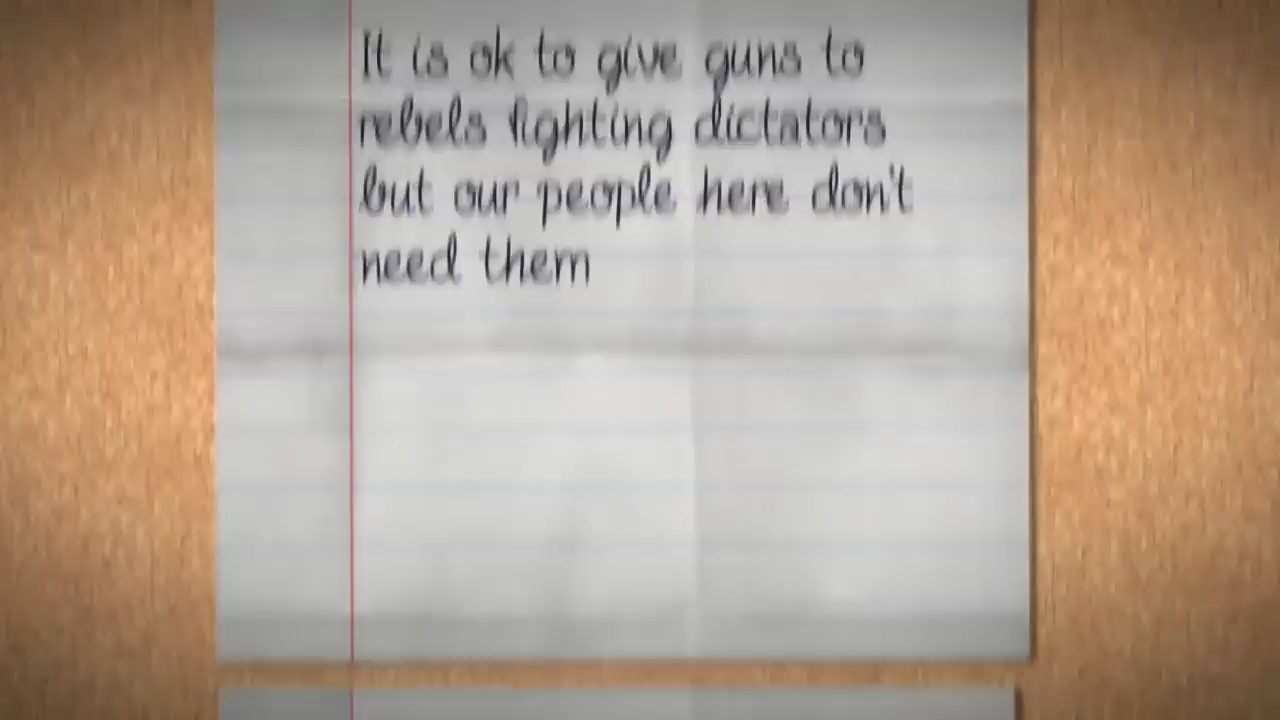 It is ok to give guns to
rebels fighting dictators
but our people here don't
need them